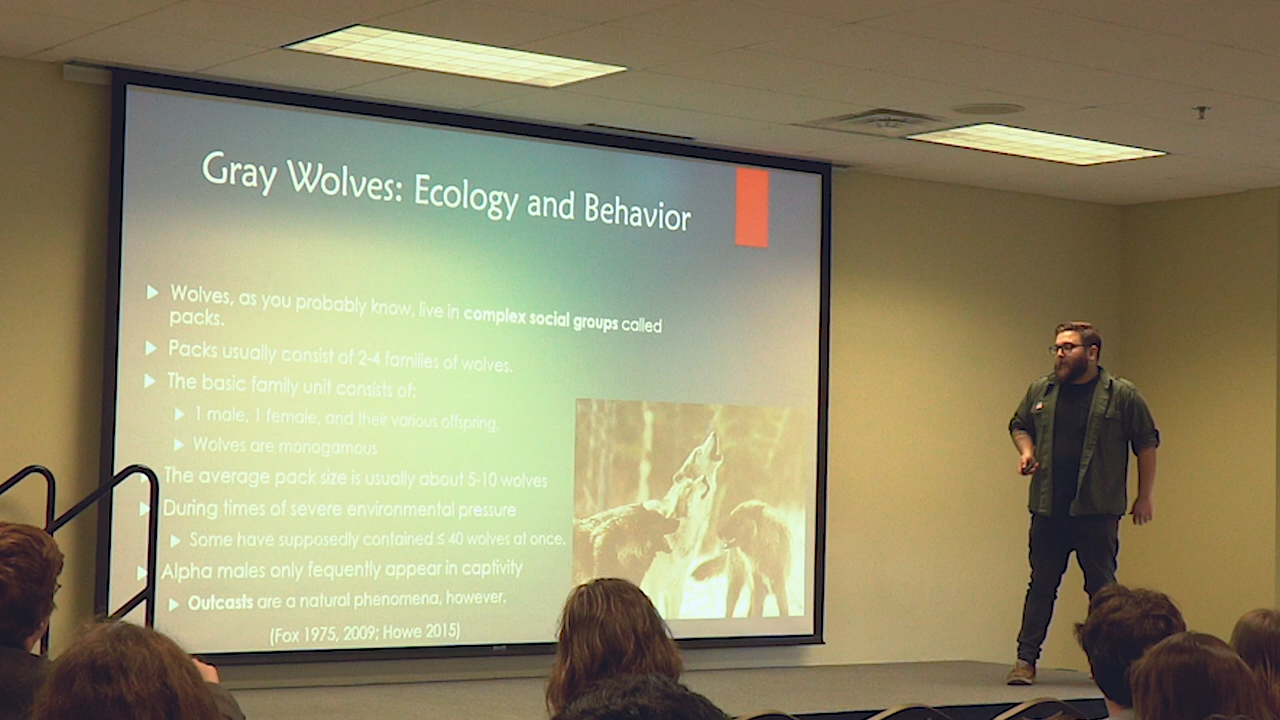 Gray Wolves: Ecology and Behavior
Wolves, as you probably know, live in complex social groups called
packs.
Packs usually consist of 2-4 families of wolves.
The basic family unit consists of:
1 male, 1 female, and their various offspring.
Wolves are monogamous
The average pack size is usually about 5-10 wolves
During times of severe environmental pressure
Some have supposedly contained ≤ 40 wolves at once.
Alpha males only frequently appear in captivity
Outcasts are a natural phenomena, however.
(Fox 1975, 2009; Howe 2015)